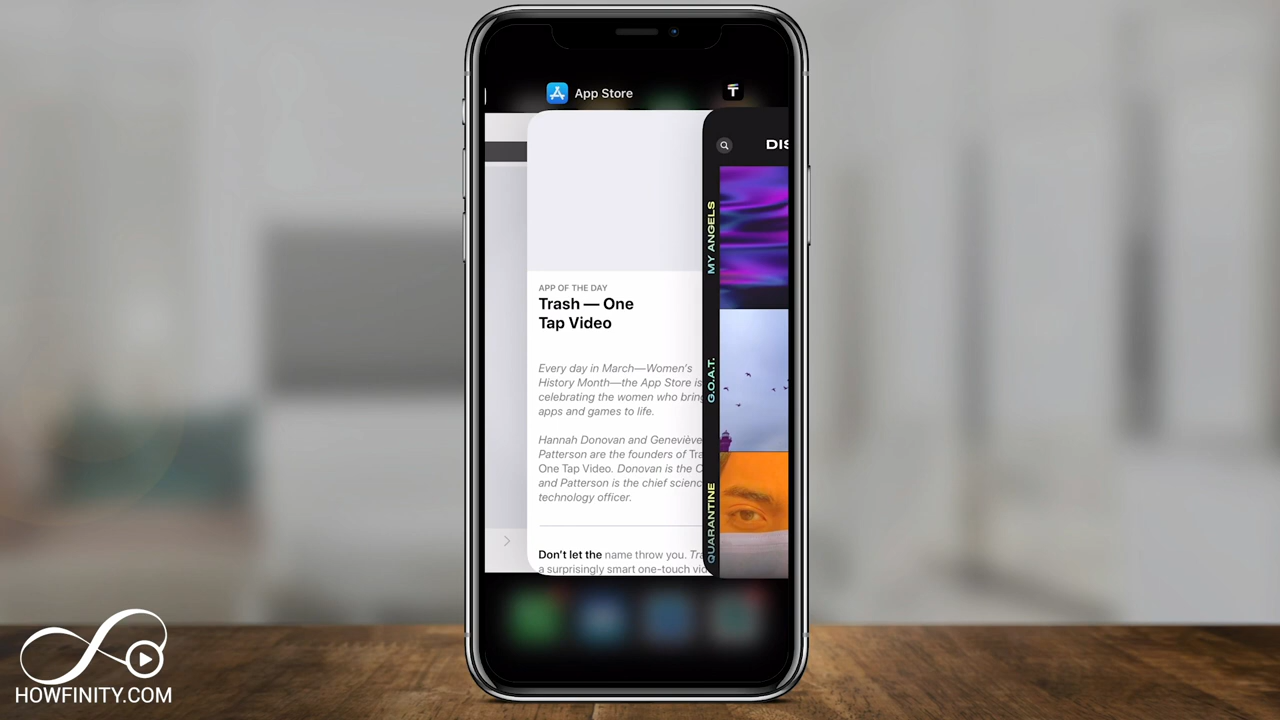 App Store
T
DIS
MY ANGELS
G.O.A.T.
QUARANTINE
APP OF THE DAY
Trash — One
Tap Video
Every day in March—Women's
History Month—the App Store is
celebrating the women who bring
apps and games to life.
Hannah Donovan and Geneviève
Patterson are the founders of Tra
One Tap Video. Donovan is the C
and Patterson is the chief scienc
technology officer.
Don't let the name throw you. Tra
a surprisingly smart one-touch vid
HOWFINITY.COM